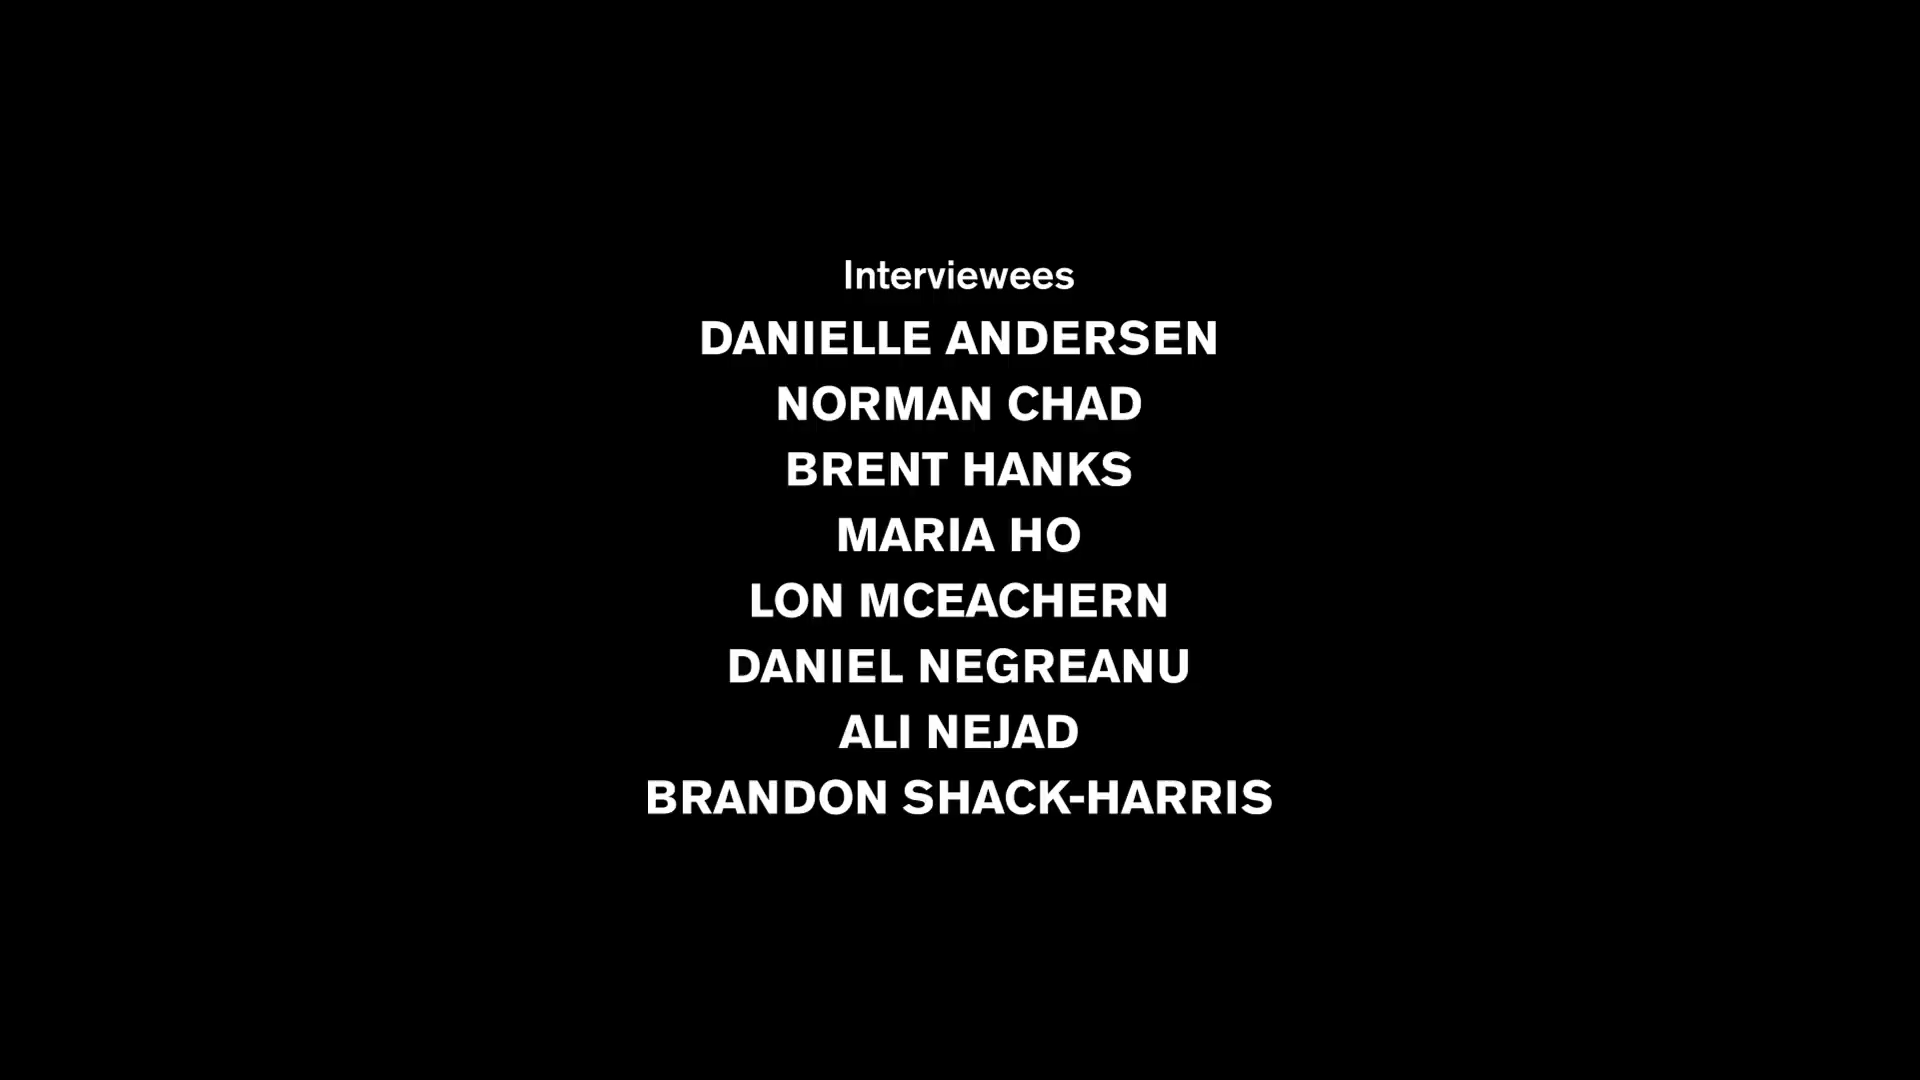 Interviewees
DANIELLE ANDERSEN
NORMAN CHAD
BRENT HANKS
MARIA HO
LON MCEACHERN
DANIEL NEGREANU
ALI NEJAD
BRANDON SHACK-HARRIS